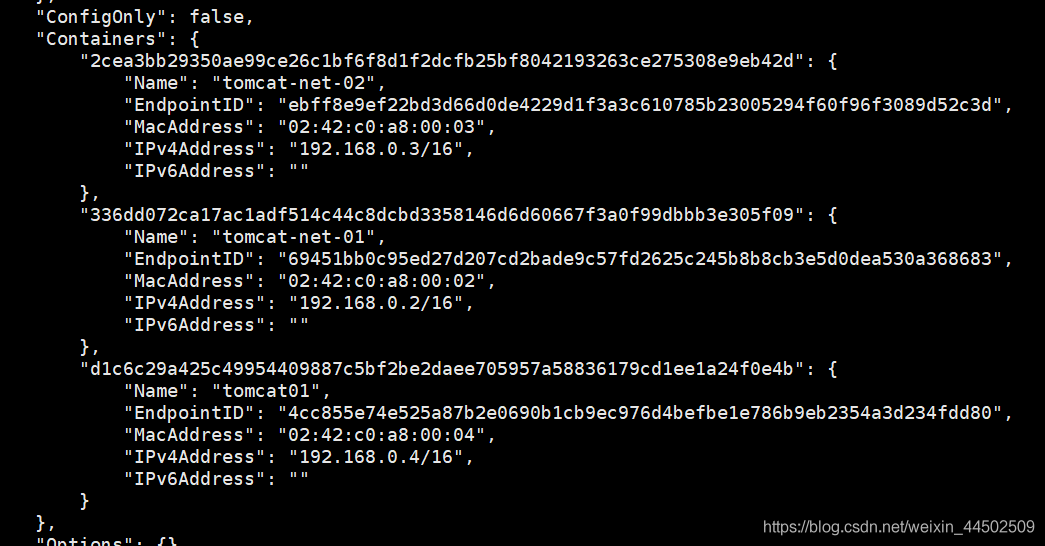 },
"ConfigOnly": false,
"Containers": {
"2cea3bb29350ae99ce26c1bf6f8d1f2dcfb25bf8042193263ce275308e9eb42d": {
"Name": "tomcat-net-02",
"EndpointID": "ebff8e9ef22bd3d66d0de4229d1f3a3c610785b23005294f60f96f3089d52c3d",
"MacAddress": "02:42:c0:a8:00:03",
"IPv4Address": "192.168.0.3/16",
"IPv6Address": ""
},
"336dd072ca17ac1adf514c44c8dcbd3358146d6d60667f3a0f99dbbb3e305f09": {
"Name": "tomcat-net-01",
"EndpointID": "69451bb0c95ed27d207cd2bade9c57fd2625c245b8b8cb3e5d0dea530a368683",
"MacAddress": "02:42:c0:a8:00:02",
"IPv4Address": "192.168.0.2/16",
"IPv6Address": ""
},
"d1c6c29a425c49954409887c5bf2be2daee705957a58836179cd1ee1a24f0e4b": {
"Name": "tomcat01",
"EndpointID": "4cc855e74e525a87b2e0690b1cb9ec976d4befbe1e786b9eb2354a3d234fdd80",
"MacAddress": "02:42:c0:a8:00:04",
"IPv4Address": "192.168.0.4/16",
"IPv6Address": ""
}
},
"Options": {}
https://blog.csdn.net/weixin_44502509